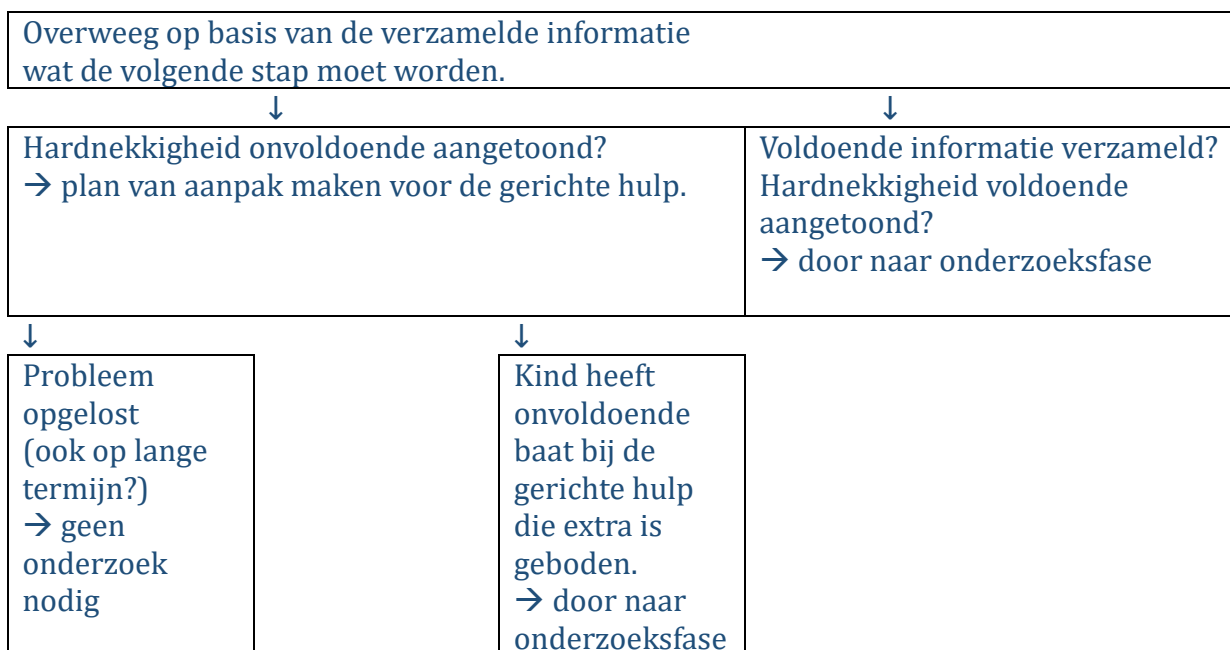 Overweeg op basis van de verzamelde informatie
wat de volgende stap moet worden.
↓ ↓
Hardnekkigheid onvoldoende aangetoond?
→ plan van aanpak maken voor de gerichte hulp.
Voldoende informatie verzameld?
Hardnekkigheid voldoende
aangetoond?
→ door naar onderzoeksfase
↓ ↓
Probleem
opgelost
(ook op lange
termijn?)
→ geen
onderzoek
nodig
Kind heeft
onvoldoende
baat bij de
gerichte hulp
die extra is
geboden.
→ door naar
onderzoeksfase